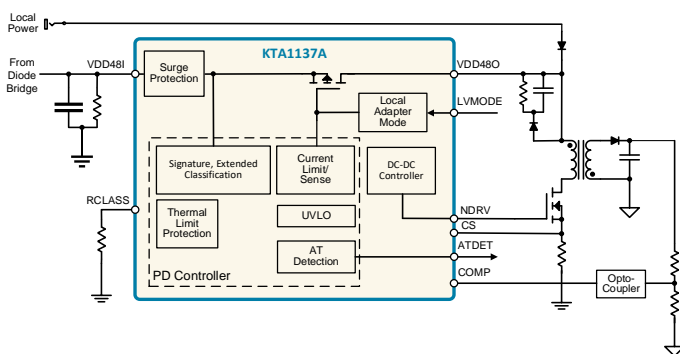 Local
Power
KTA1137A
From
Diode
Bridge
VDD48I
Surge
Protection
VDD48O
Local
Adapter
Mode
LVMODE
Signature, Extended
Classification
Current
Limit/
Sense
DC-DC
Controller
RCLASS
Thermal
Limit
Protection
UVLO
NDRV
CS
AT
Detection
ATDET
PD Controller
COMP
Opto-
Coupler